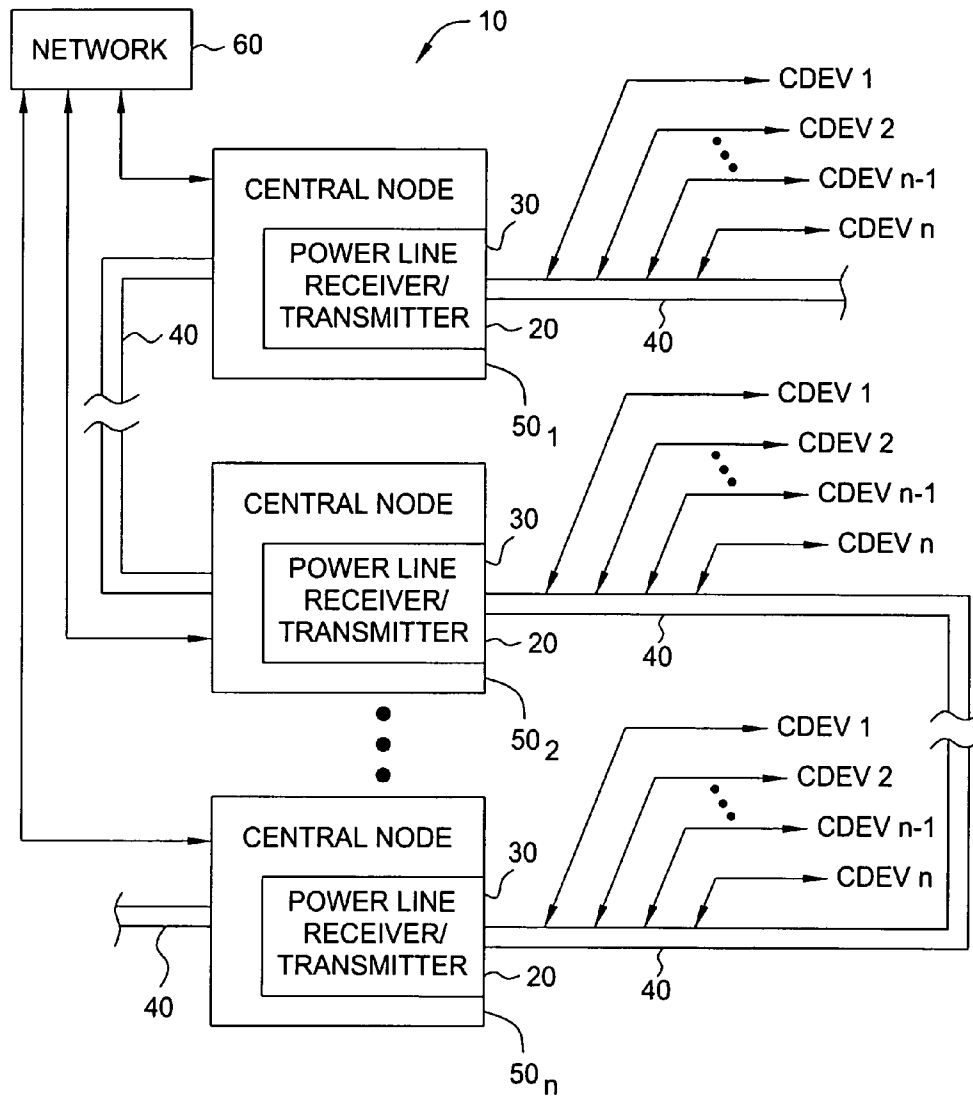 10
NETWORK
60
CDEV 1
CDEV 2
CDEV n-1
CDEV n
CENTRAL NODE
30
POWER LINE
RECEIVER/
TRANSMITTER
20
40
40
50 1
CDEV 1
CDEV 2
CDEV n-1
CDEV n
CENTRAL NODE
30
POWER LINE
RECEIVER/
TRANSMITTER
20
40
50 2
CDEV 1
CDEV 2
CDEV n-1
CDEV n
CENTRAL NODE
30
POWER LINE
RECEIVER/
TRANSMITTER
20
40
40
50 n